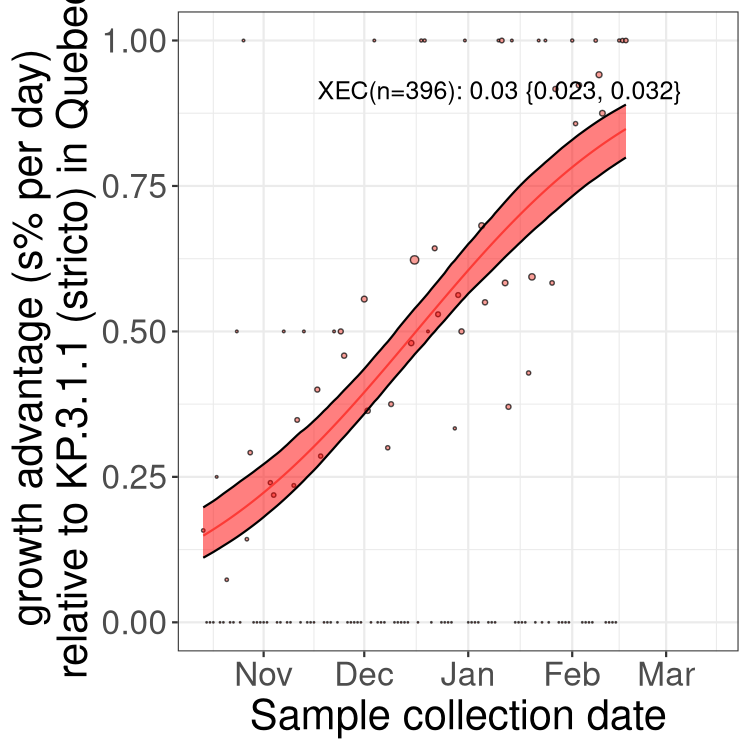 growth advantage (s% per day)
relative to KP.3.1.1 (stricto) in Quebec
1.00
0.75
0.50
0.25
0.00
XEC(n=396): 0.03 {0.023, 0.032}
Nov Dec Jan Feb Mar
Sample collection date